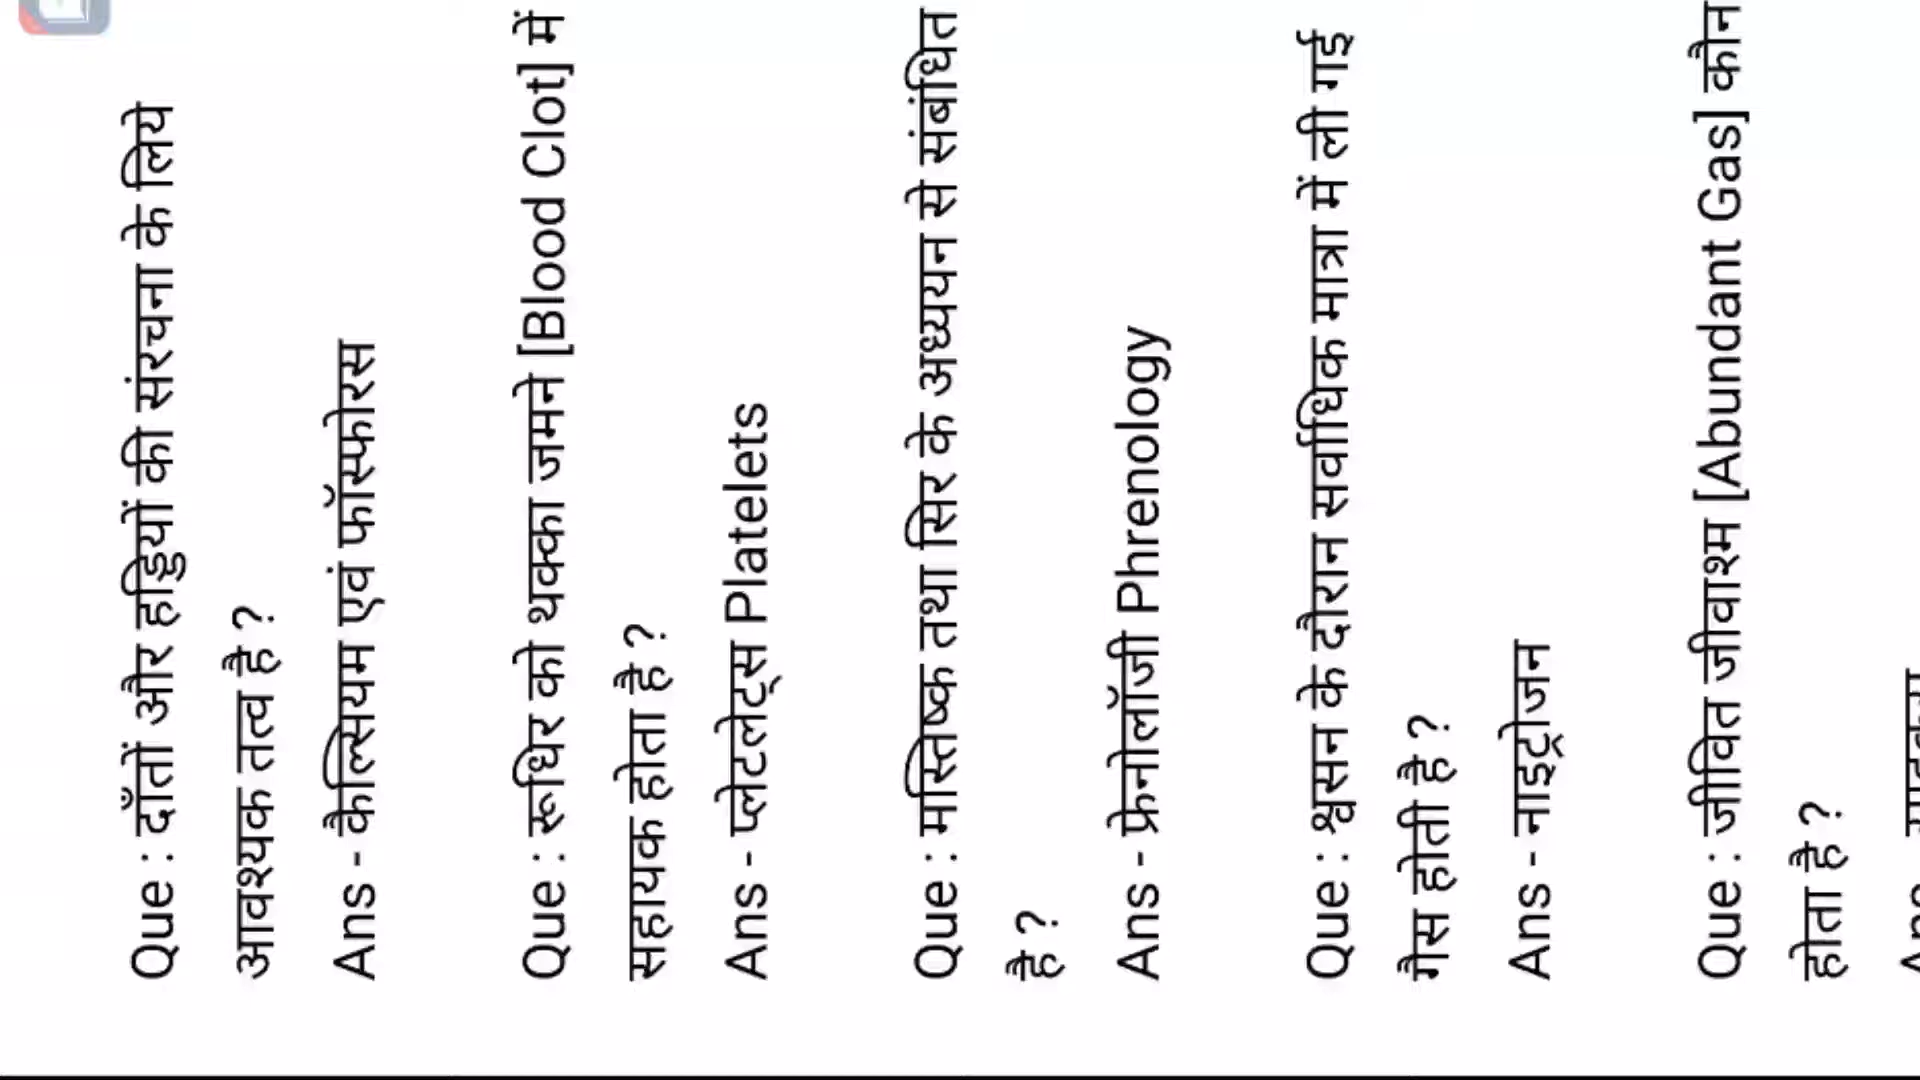 Que : दाँतों और हड्डियों की संरचना के लिये
आवश्यक तत्व है ?
Ans - कैल्सियम एवं फॉस्फोरस
Que : रूधिर को थक्का जमने [Blood Clot] में
सहायक होता है ?
Ans - प्लेटलेट्स Platelets
Que : मस्तिष्क तथा सिर के अध्ययन से संबंधित
है ?
Ans - फ्रेनोलॉजी Phrenology
Que : श्वसन के दौरान सर्वाधिक मात्रा में ली गई
गैस होती है ?
Ans - नाइट्रोजन
Que : जीवित जीवाश्म [Abundant Gas] कौन
होता है ?
Ans -